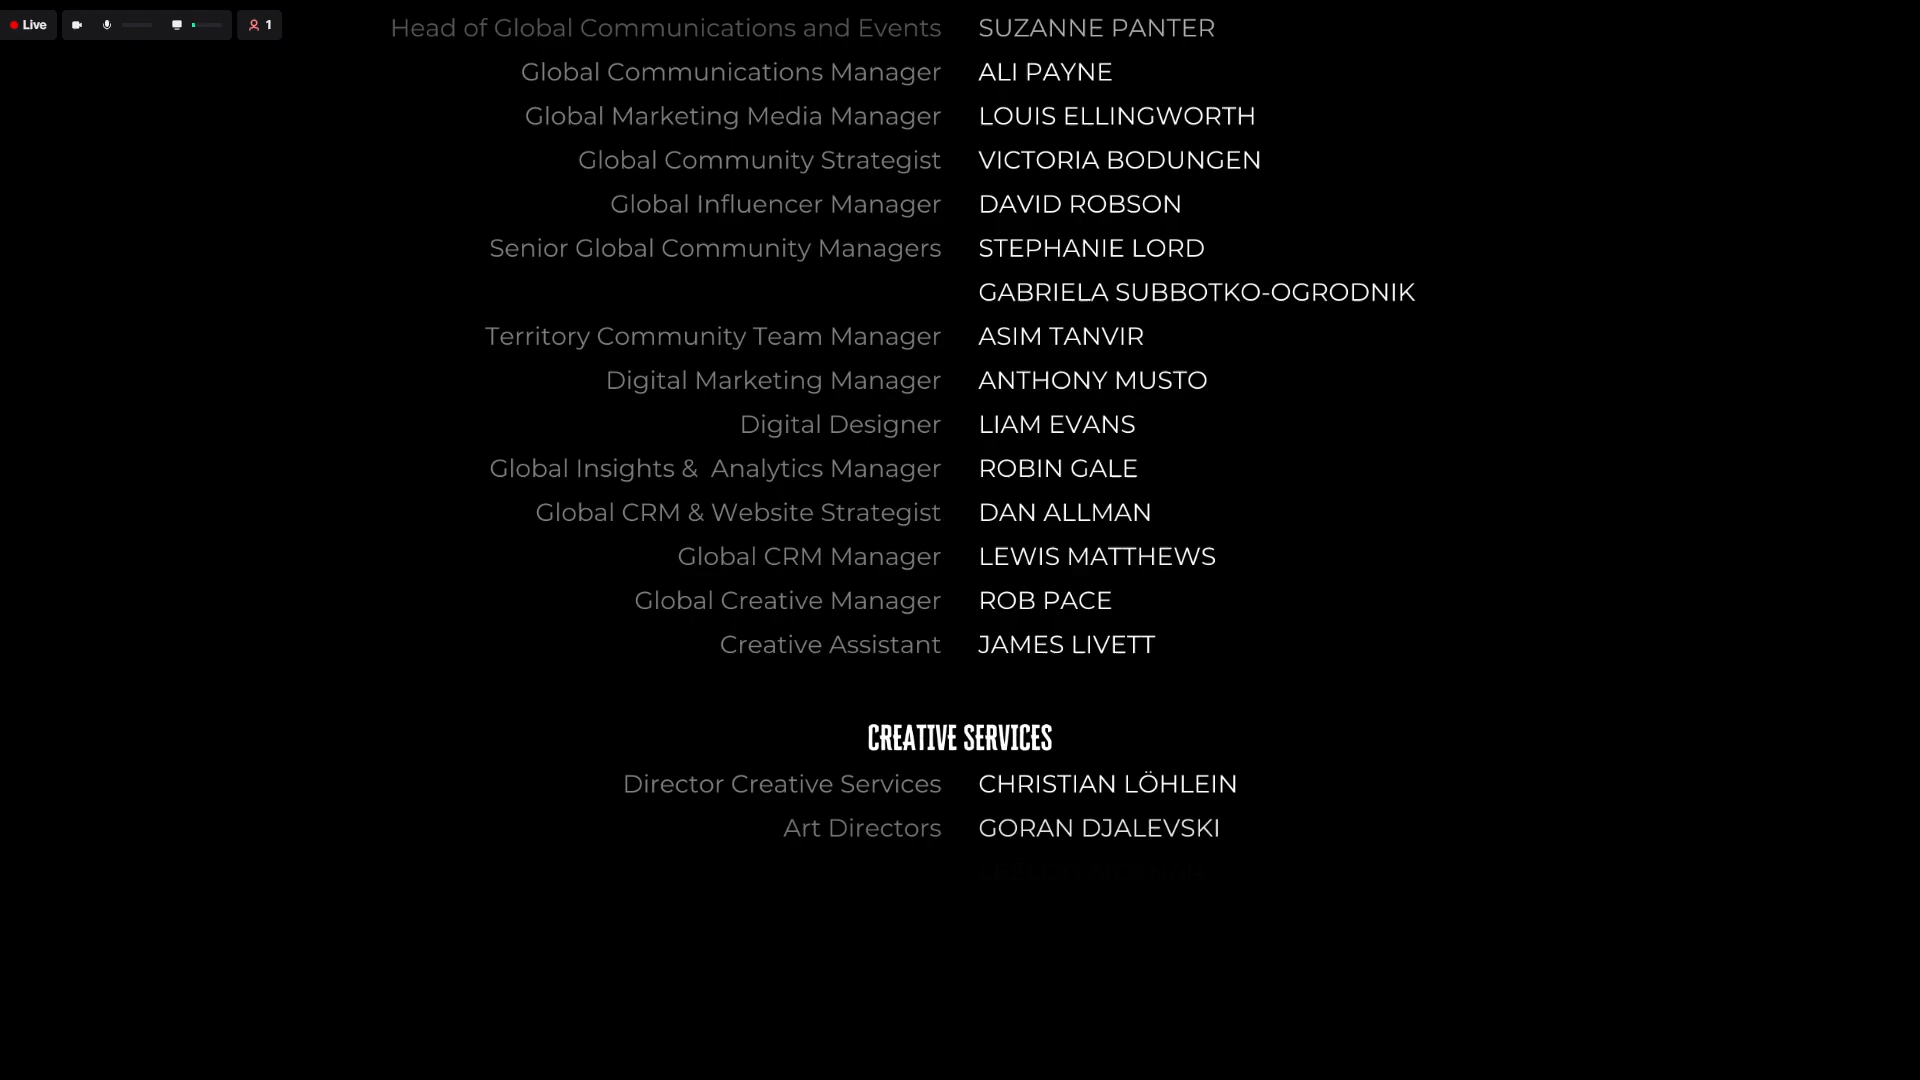 Live
1
Head of Global Communications and Events SUZANNE PANTER
Global Communications Manager ALI PAYNE
Global Marketing Media Manager LOUIS ELLINGWORTH
Global Community Strategist VICTORIA BODUNGEN
Global Influencer Manager DAVID ROBSON
Senior Global Community Managers STEPHANIE LORD
GABRIELA SUBBOTKO-OGRODNIK
Territory Community Team Manager ASIM TANVIR
Digital Marketing Manager ANTHONY MUSTO
Digital Designer LIAM EVANS
Global Insights & Analytics Manager ROBIN GALE
Global CRM & Website Strategist DAN ALLMAN
Global CRM Manager LEWIS MATTHEWS
Global Creative Manager ROB PACE
Creative Assistant JAMES LIVETT
CREATIVE SERVICES
Director Creative Services CHRISTIAN LÖHLEIN
Art Directors GORAN DJALEVSKI